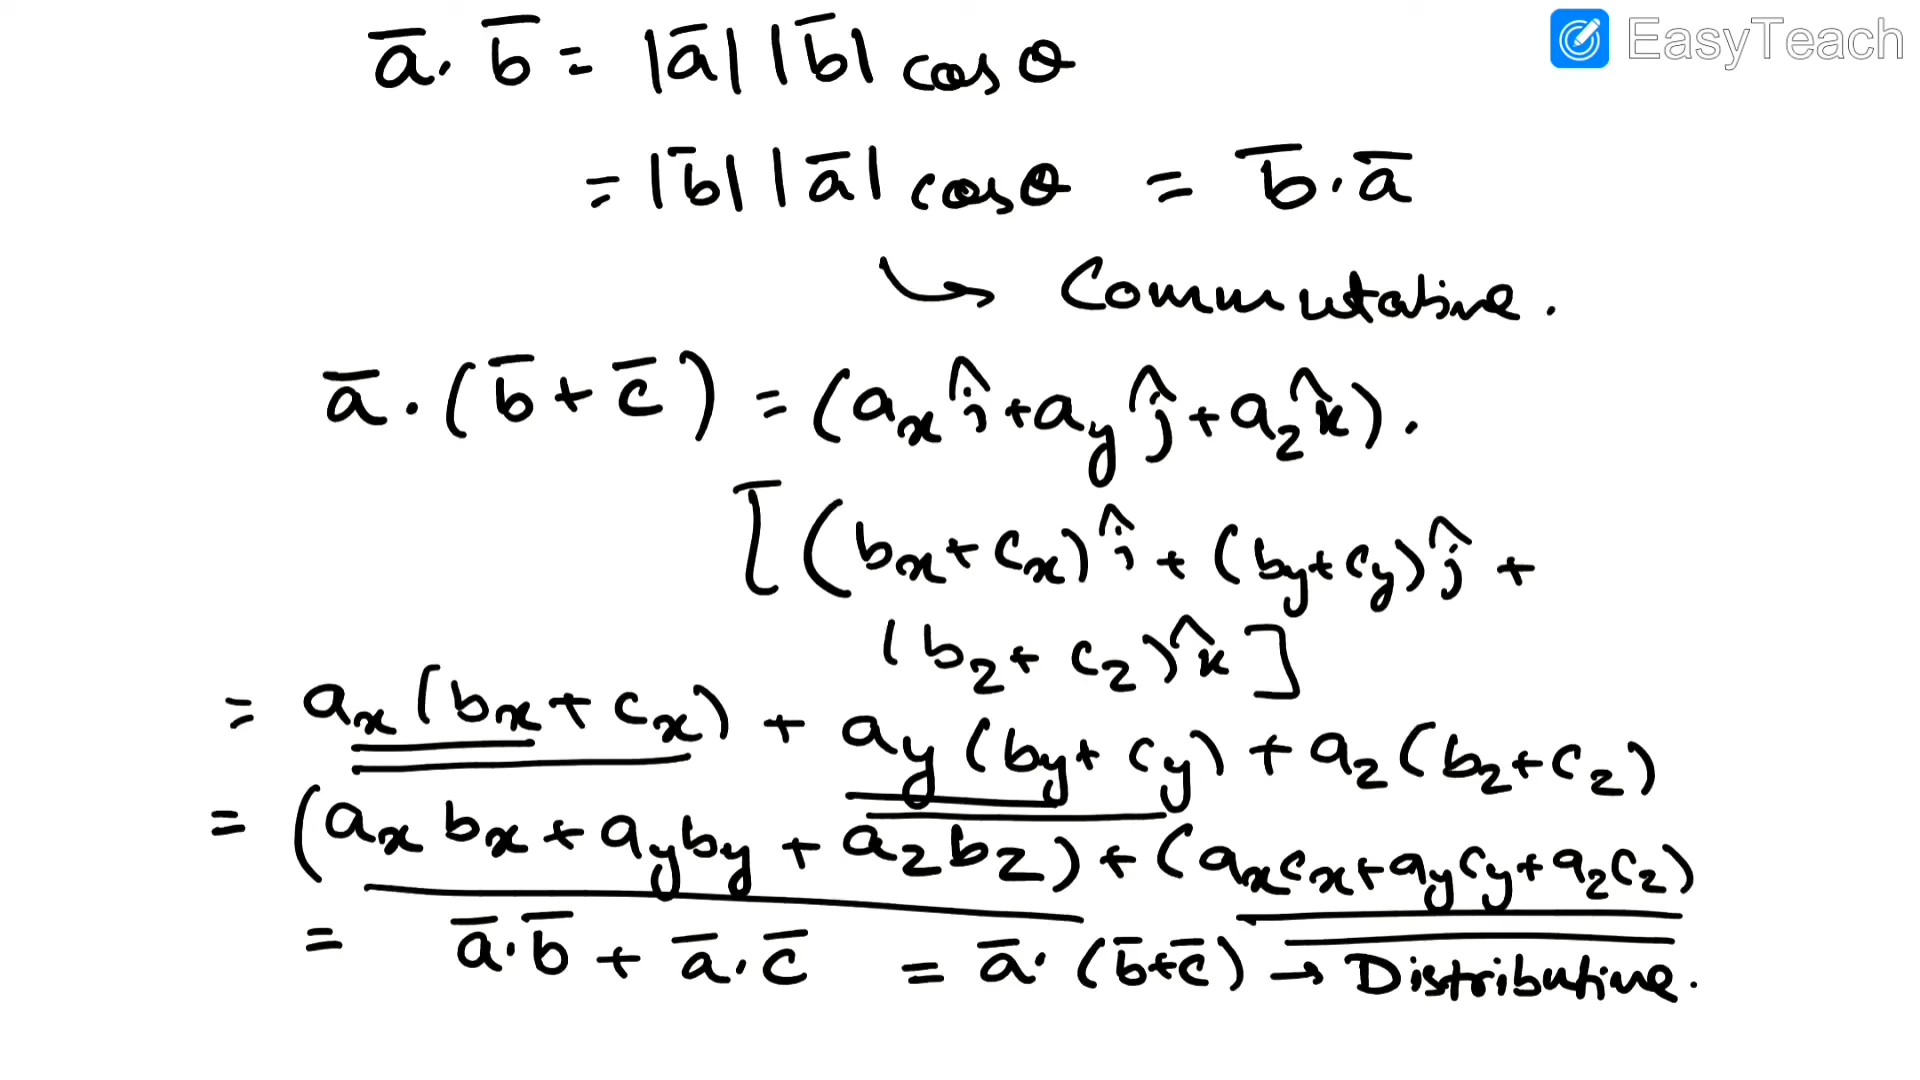 EasyTeach
a̅ · b̅ = |a̅| |b̅| cos θ
= |b̅| |a̅| cos θ = b̅ · a̅
↳ Commutative.
a̅ · (b̅ + c̅) = (aₓ î + a_y ĵ + a_z k̂) ·
[(bₓ + cₓ) î + (b_y + c_y) ĵ +
(b_z + c_z) k̂]
= aₓ (bₓ + cₓ) + a_y (b_y + c_y) + a_z (b_z + c_z)
= (aₓ bₓ + a_y b_y + a_z b_z) + (aₓ cₓ + a_y c_y + a_z c_z)
= a̅ · b̅ + a̅ · c̅ = a̅ · (b̅ + c̅) → Distributive.